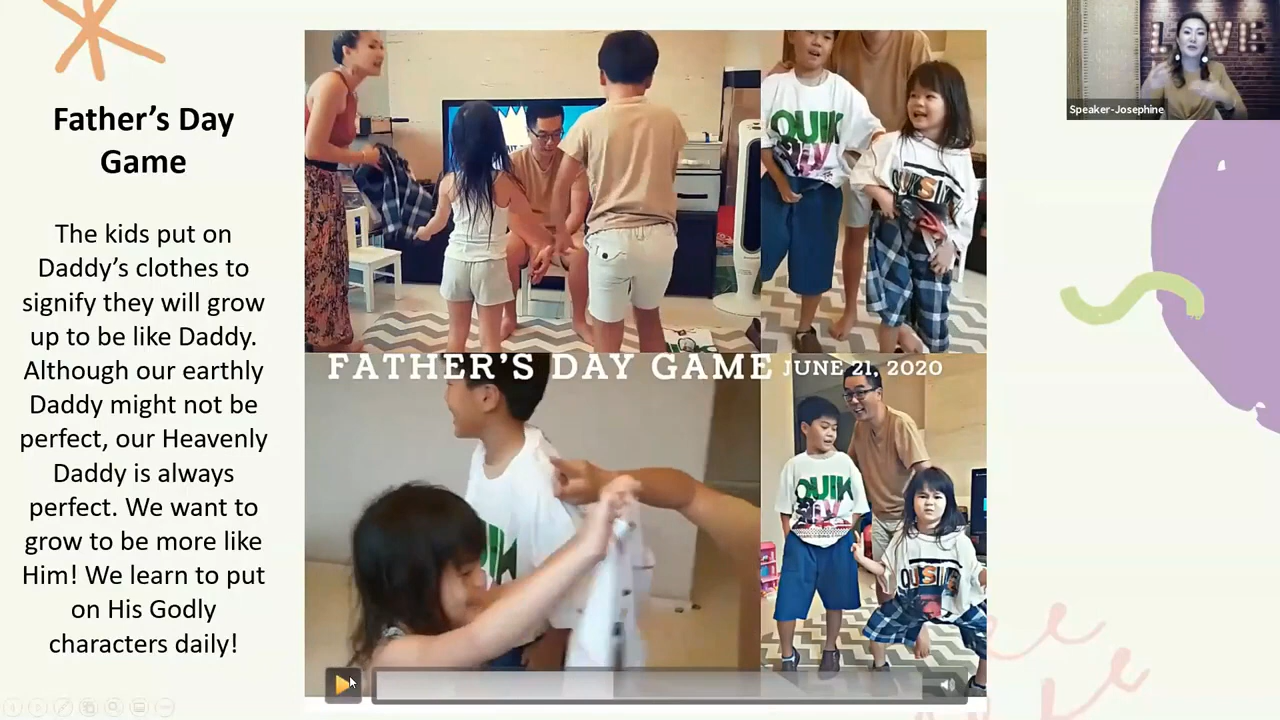 Father’s Day
Game
The kids put on
Daddy’s clothes to
signify they will grow
up to be like Daddy.
Although our earthly
Daddy might not be
perfect, our Heavenly
Daddy is always
perfect. We want to
grow to be more like
Him! We learn to put
on His Godly
characters daily!
FATHER’S DAY GAME JUNE 21, 2020
LOVE
Speaker-Josephine